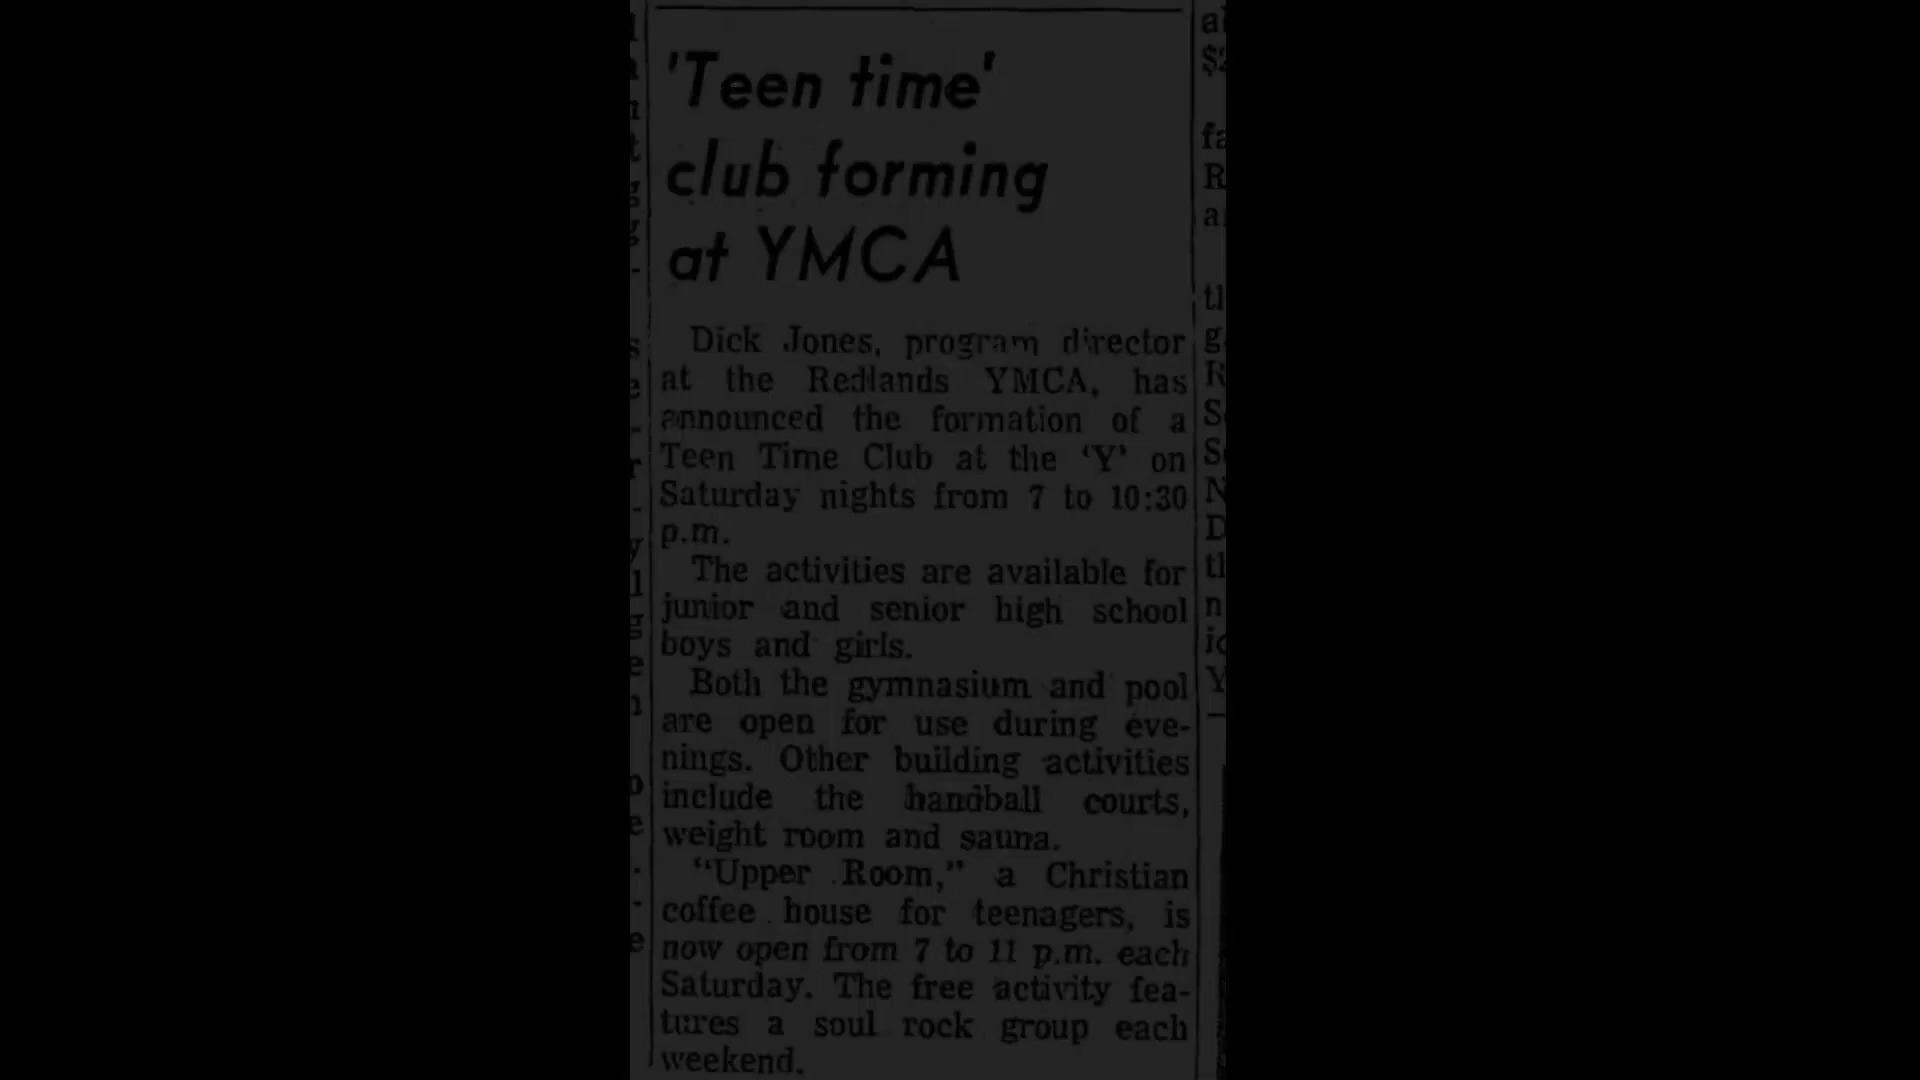 'Teen time'
club forming
at YMCA
Dick Jones, program director
at the Redlands YMCA, has
announced the formation of a
Teen Time Club at the 'Y' on
Saturday nights from 7 to 10:30
p.m.
The activities are available for
junior and senior high school
boys and girls.
Both the gymnasium and pool
are open for use during eve-
nings. Other building activities
include the handball courts,
weight room and sauna.
"Upper Room," a Christian
coffee house for teenagers, is
now open from 7 to 11 p.m. each
Saturday. The free activity fea-
tures a soul rock group each
weekend.